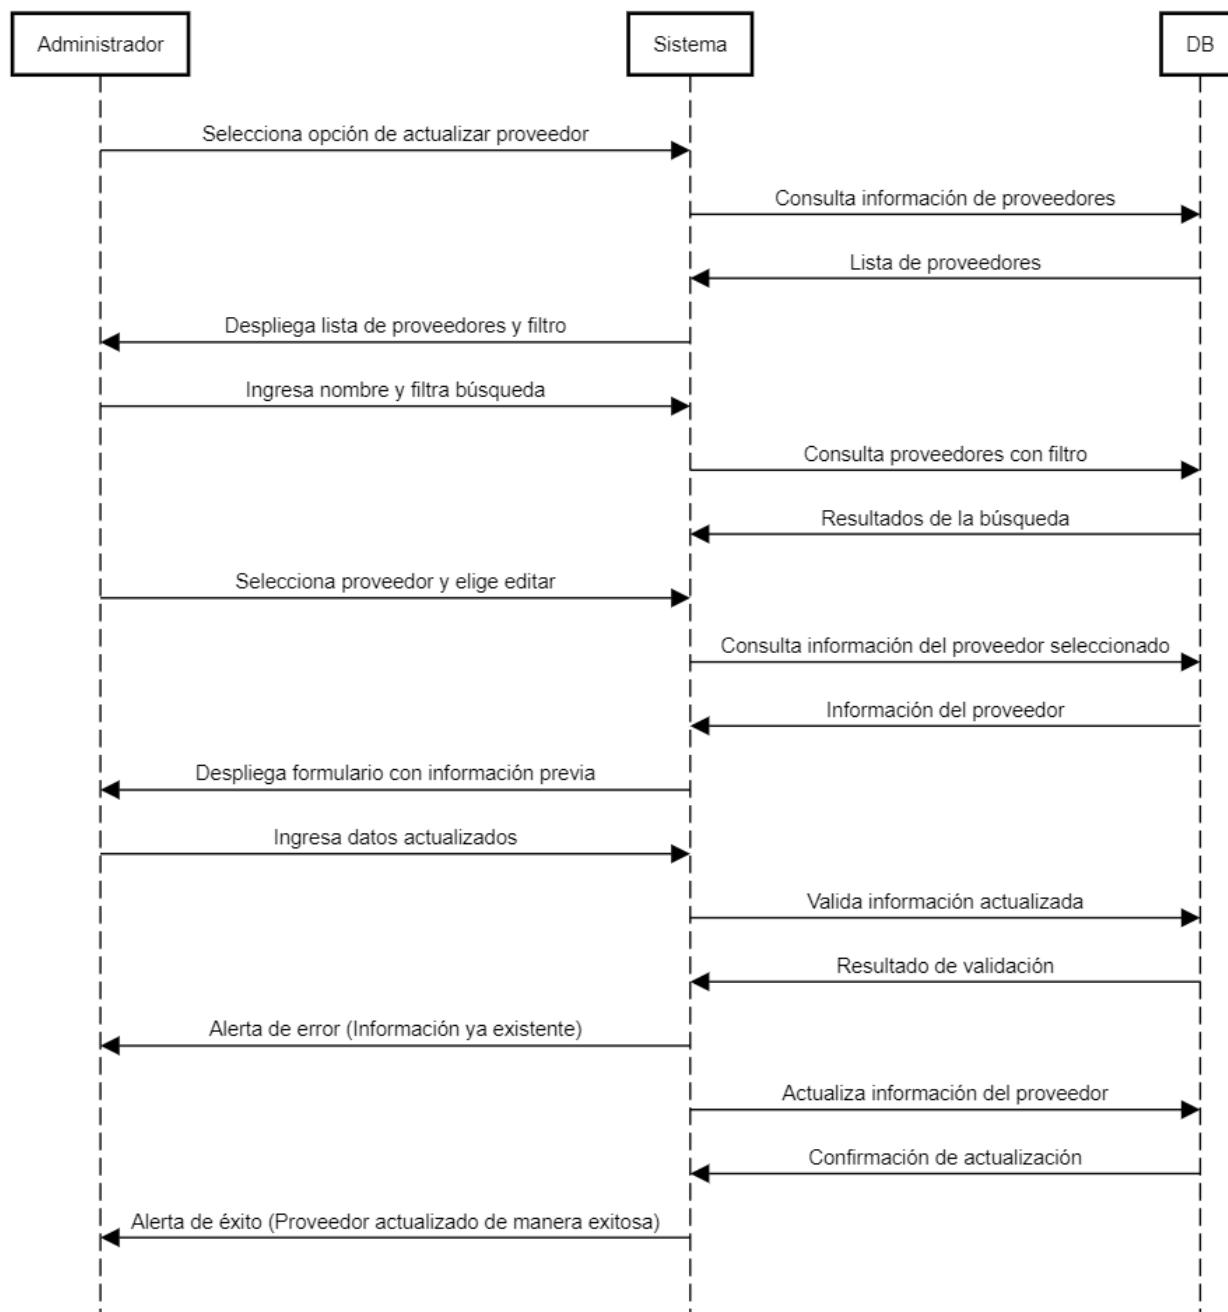 Administrador
Sistema
DB
Selecciona opción de actualizar proveedor
Consulta información de proveedores
Lista de proveedores
Despliega lista de proveedores y filtro
Ingresa nombre y filtra búsqueda
Consulta proveedores con filtro
Resultados de la búsqueda
Selecciona proveedor y elige editar
Consulta información del proveedor seleccionado
Información del proveedor
Despliega formulario con información previa
Ingresa datos actualizados
Valida información actualizada
Resultado de validación
Alerta de error (Información ya existente)
Actualiza información del proveedor
Confirmación de actualización
Alerta de éxito (Proveedor actualizado de manera exitosa)